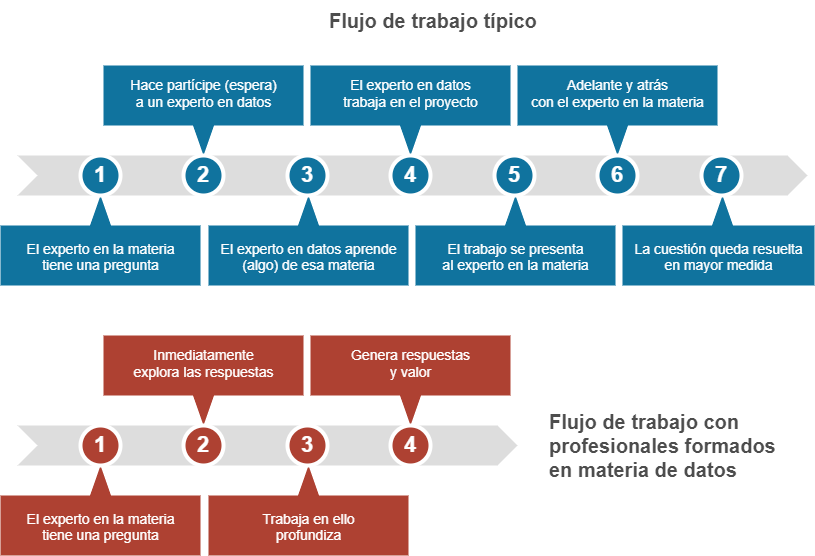 Flujo de trabajo típico
Hace partícipe (espera)
a un experto en datos
El experto en datos
trabaja en el proyecto
Adelante y atrás
con el experto en la materia
1
2
3
4
5
6
7
El experto en la materia
tiene una pregunta
El experto en datos aprende
(algo) de esa materia
El trabajo se presenta
al experto en la materia
La cuestión queda resuelta
en mayor medida
Inmediatamente
explora las respuestas
Genera respuestas
y valor
1
2
3
4
Flujo de trabajo con
profesionales formados
en materia de datos
El experto en la materia
tiene una pregunta
Trabaja en ello
profundiza